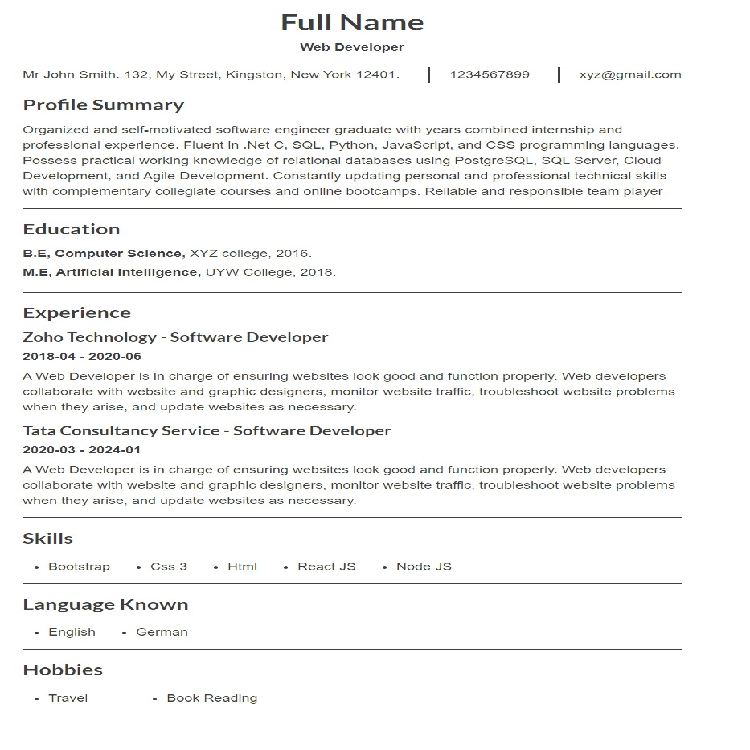 Full Name
Web Developer
Mr John Smith. 132, My Street, Kingston, New York 12401. | 1234567899 | xyz@gmail.com
Profile Summary
Organized and self-motivated software engineer graduate with years combined internship and
professional experience. Fluent In .Net C, SQL, Python, JavaScript, and CSS programming languages.
Possess practical working knowledge of relational databases using PostgreSQL, SQL Server, Cloud
Development, and Agile Development. Constantly updating personal and professional technical skills
with complementary collegiate courses and online bootcamps. Reliable and responsible team player
Education
B.E, Computer Science, XYZ college, 2016.
M.E, Artificial Intelligence, UYW College, 2018.
Experience
Zoho Technology - Software Developer
2018-04 - 2020-06
A Web Developer is in charge of ensuring websites look good and function properly. Web developers
collaborate with website and graphic designers, monitor website traffic, troubleshoot website problems
when they arise, and update websites as necessary.
Tata Consultancy Service - Software Developer
2020-03 - 2024-01
A Web Developer is in charge of ensuring websites look good and function properly. Web developers
collaborate with website and graphic designers, monitor website traffic, troubleshoot website problems
when they arise, and update websites as necessary.
Skills
• Bootstrap • Css 3 • Html • React JS • Node JS
Language Known
• English • German
Hobbies
• Travel • Book Reading